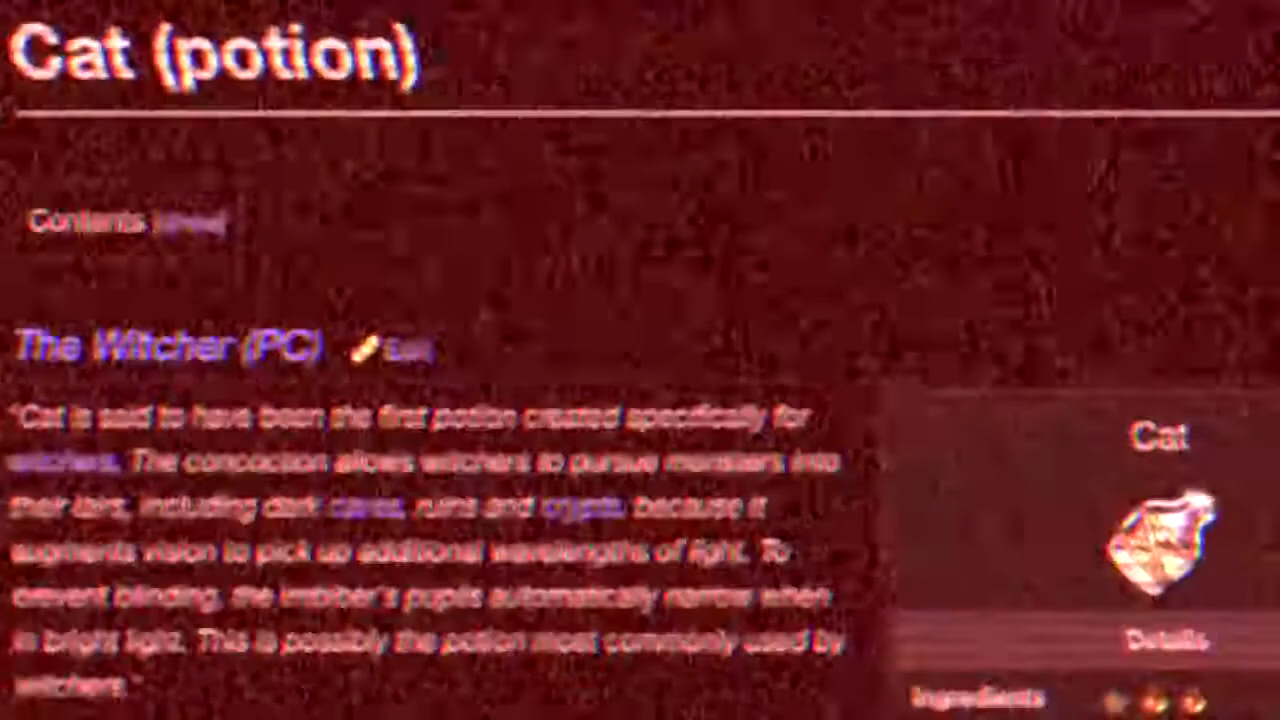 Cat (potion)
Contents
The Witcher (PC) Edit
"Cat is said to have been the first potion created specifically for
witchers. The concoction allows witchers to pursue monsters into
their lairs, including dark caves, ruins and crypts, because it
augments vision to pick up additional wavelengths of light. To
prevent blinding, the imbiber's pupils automatically narrow when
in bright light. This is possibly the potion most commonly used by
witchers."
Cat
Details
Ingredients